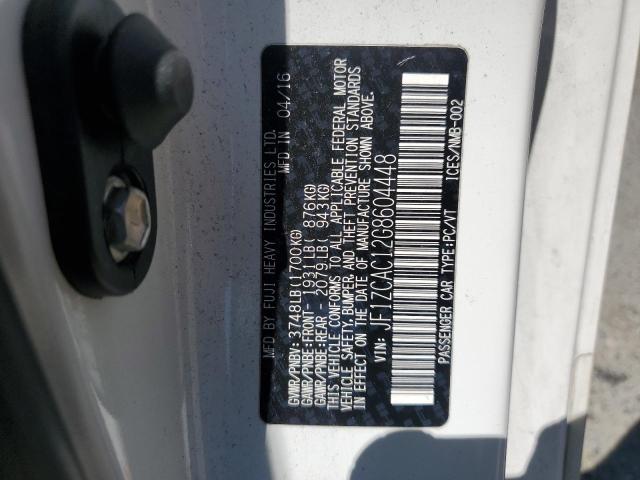 MFD BY FUJI HEAVY INDUSTRIES LTD.
MFD IN 04/16
GVWR/PNBV: 3748LB(1700KG)
GAWR/PNBE:FRONT- 1931LB( 876KG)
GAWR/PNBE:REAR - 2079LB( 943KG)
THIS VEHICLE CONFORMS TO ALL APPLICABLE FEDERAL MOTOR
VEHICLE SAFETY,BUMPER, AND THEFT PREVENTION STANDARDS
IN EFFECT ON THE DATE OF MANUFACTURE SHOWN ABOVE.
VIN: JF1ZCAC12G8604448
PASSENGER CAR TYPE:PC/VT
ICES/NMB-002